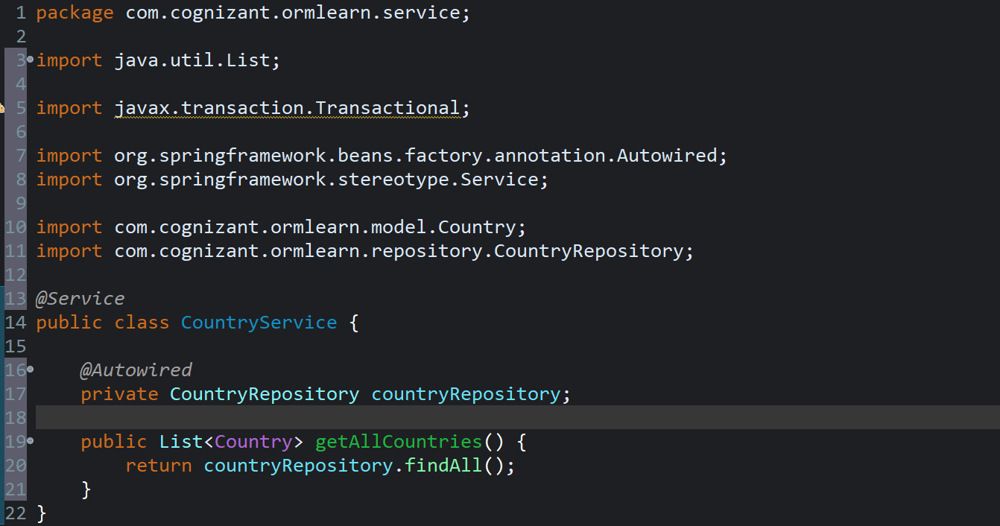 1 package com.cognizant.ormlearn.service;
2
3 import java.util.List;
4
5 import javax.transaction.Transactional;
6
7 import org.springframework.beans.factory.annotation.Autowired;
8 import org.springframework.stereotype.Service;
9
10 import com.cognizant.ormlearn.model.Country;
11 import com.cognizant.ormlearn.repository.CountryRepository;
12
13 @Service
14 public class CountryService {
15
16     @Autowired
17     private CountryRepository countryRepository;
18
19     public List<Country> getAllCountries() {
20         return countryRepository.findAll();
21     }
22 }